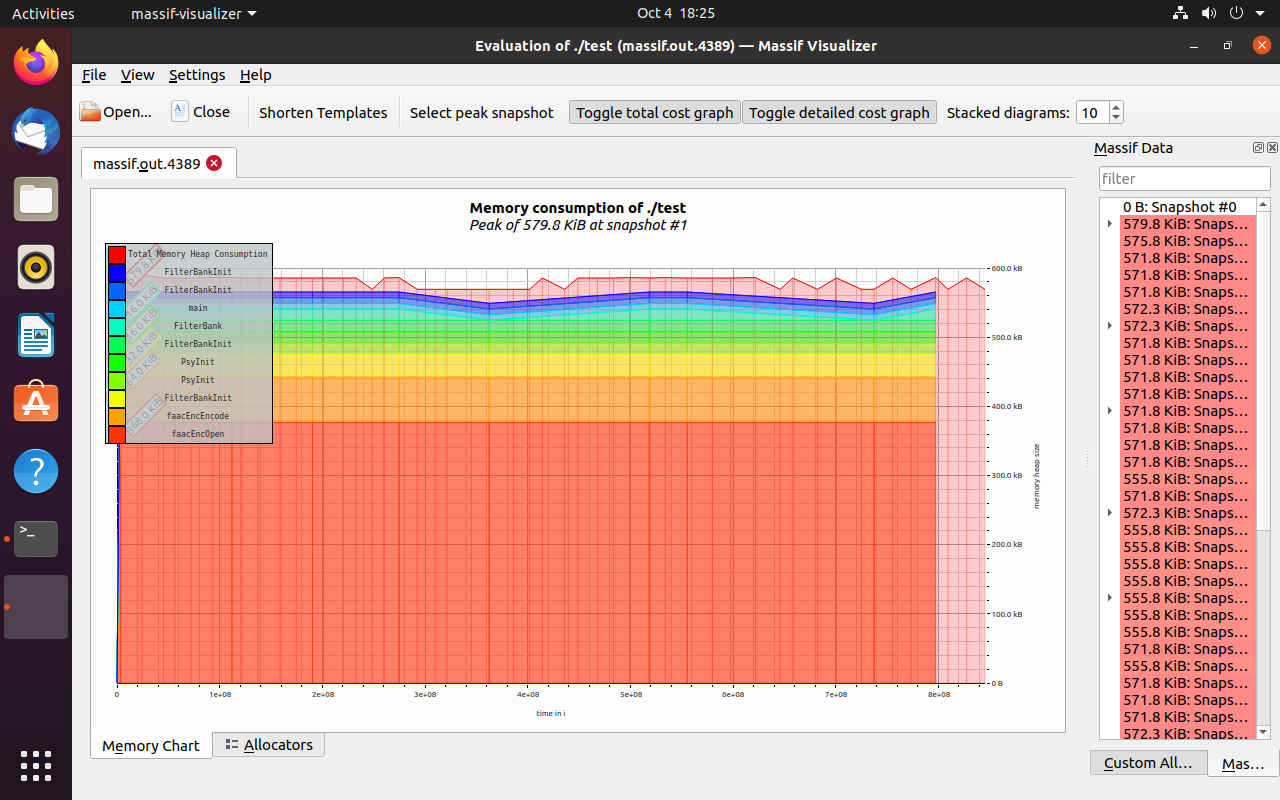 Activities massif-visualizer Oct 4 18:25
Evaluation of ./test (massif.out.4389) — Massif Visualizer
File View Settings Help
Open... Close Shorten Templates Select peak snapshot Toggle total cost graph Toggle detailed cost graph Stacked diagrams: 10
massif.out.4389
Memory consumption of ./test
Peak of 579.8 KiB at snapshot #1
Total Memory Heap Consumption
FilterBankInit
FilterBankInit
main
FilterBank
FilterBankInit
PsyInit
PsyInit
FilterBankInit
faacEncEncode
faacEncOpen
579.8 KiB
16.0 KiB
16.0 KiB
32.0 KiB
64.0 KiB
368.0 KiB
600.0 kB
500.0 kB
400.0 kB
300.0 kB
200.0 kB
100.0 kB
0 B
memory heap size
0 1e+08 2e+08 3e+08 4e+08 5e+08 6e+08 7e+08 8e+08
time in i
Memory Chart Allocators
Massif Data
filter
0 B: Snapshot #0
579.8 KiB: Snaps...
575.8 KiB: Snaps...
571.8 KiB: Snaps...
571.8 KiB: Snaps...
571.8 KiB: Snaps...
572.3 KiB: Snaps...
572.3 KiB: Snaps...
571.8 KiB: Snaps...
571.8 KiB: Snaps...
571.8 KiB: Snaps...
571.8 KiB: Snaps...
571.8 KiB: Snaps...
571.8 KiB: Snaps...
571.8 KiB: Snaps...
571.8 KiB: Snaps...
555.8 KiB: Snaps...
571.8 KiB: Snaps...
572.3 KiB: Snaps...
555.8 KiB: Snaps...
555.8 KiB: Snaps...
555.8 KiB: Snaps...
555.8 KiB: Snaps...
555.8 KiB: Snaps...
555.8 KiB: Snaps...
555.8 KiB: Snaps...
571.8 KiB: Snaps...
555.8 KiB: Snaps...
571.8 KiB: Snaps...
571.8 KiB: Snaps...
571.8 KiB: Snaps...
572.3 KiB: Snaps...
Custom All... Mas...